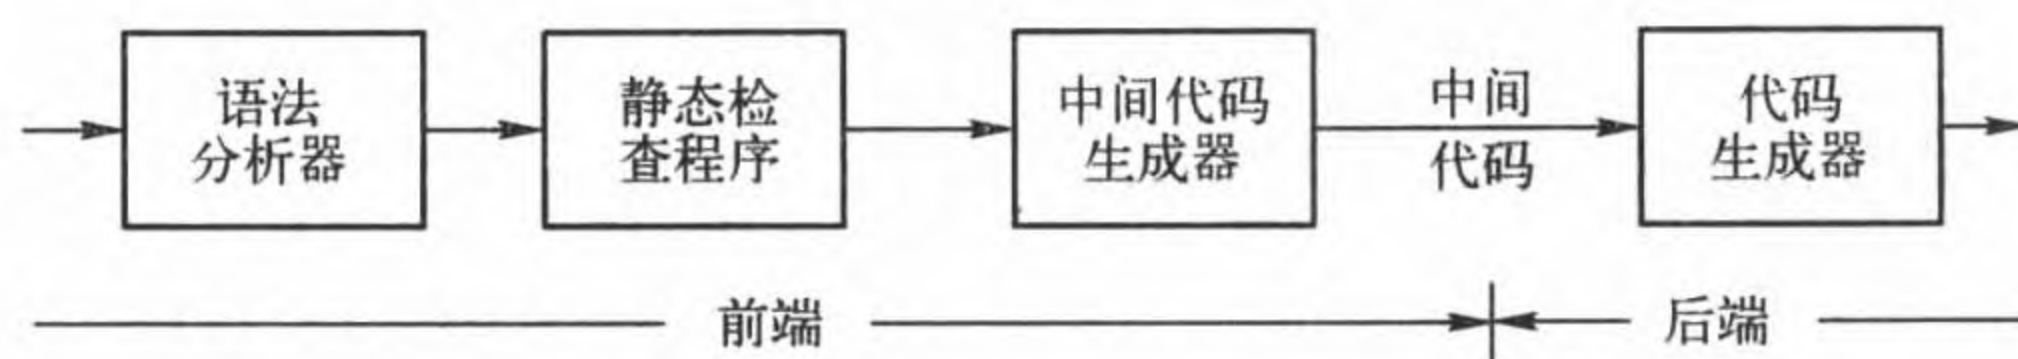 语法
分析器
静态检
查程序
中间代码
生成器
中间
代码
代码
生成器
前端
后端